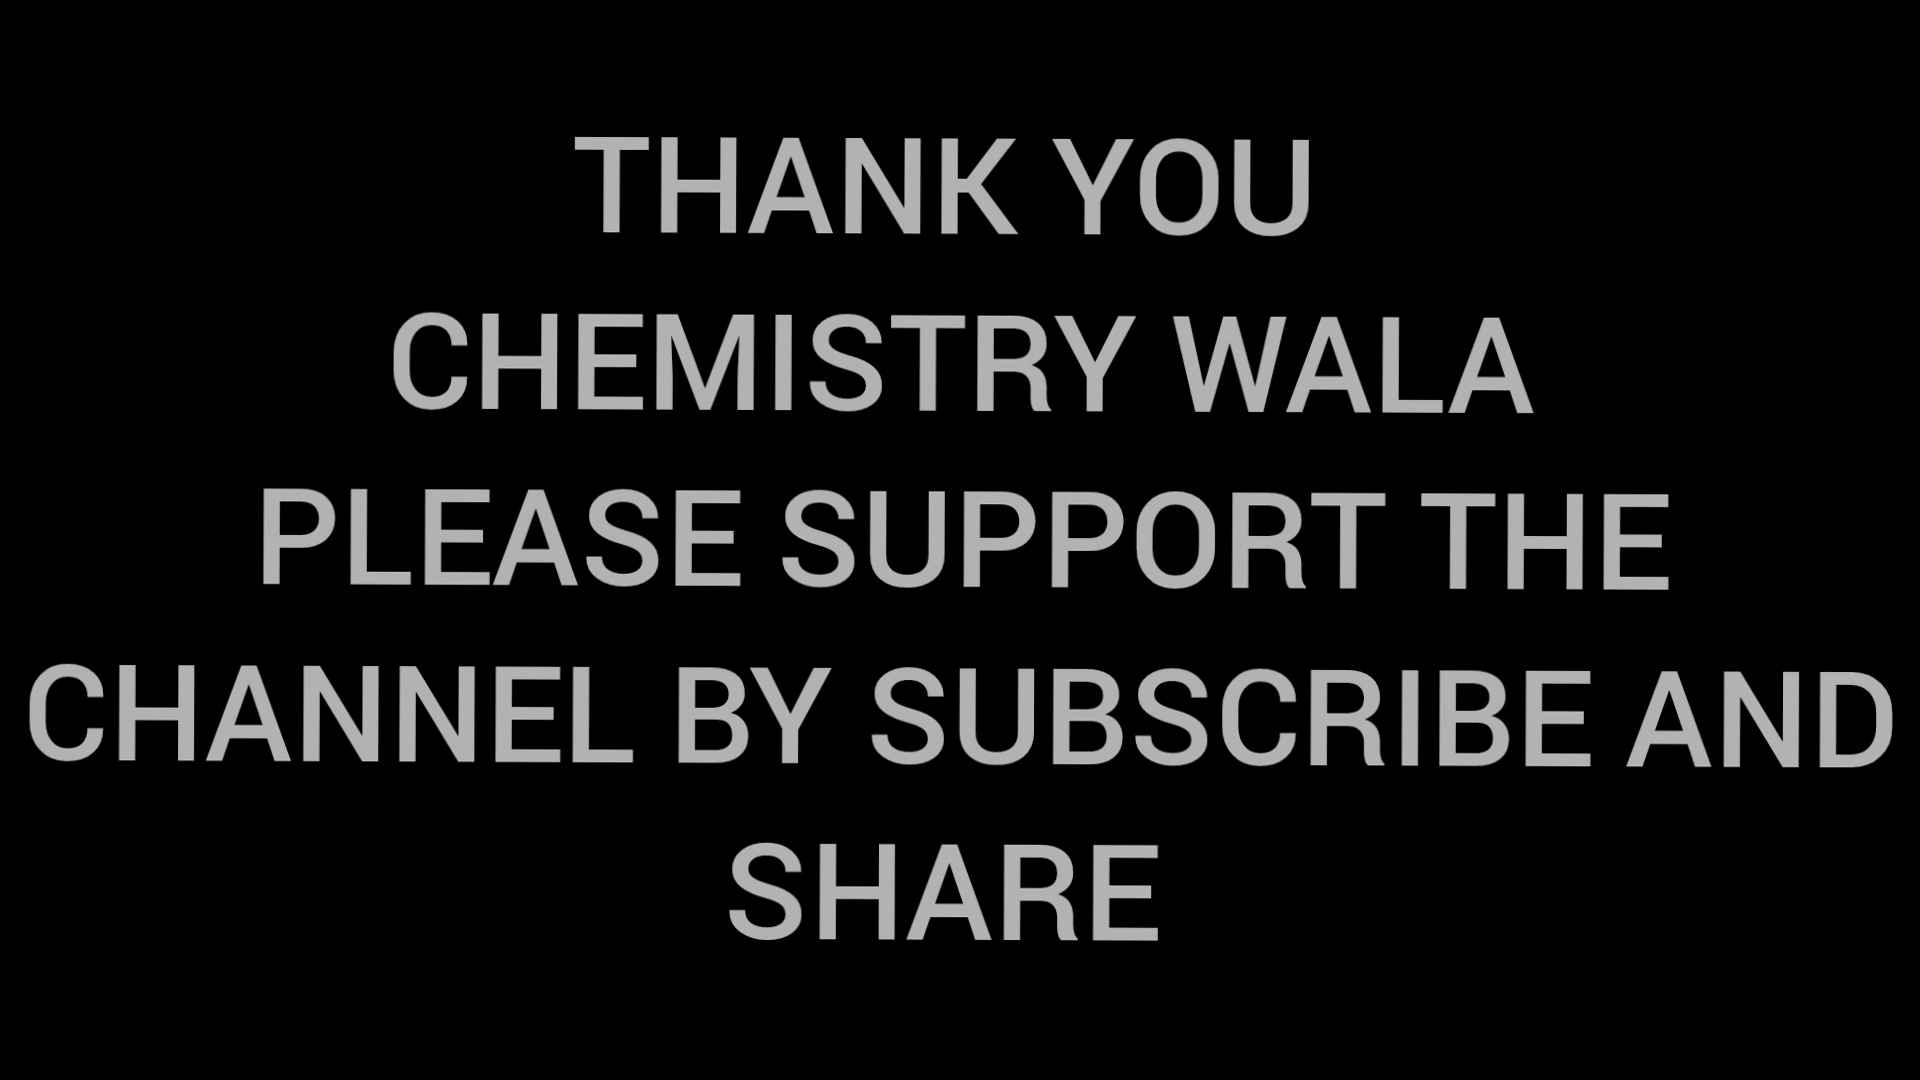 THANK YOU
CHEMISTRY WALA
PLEASE SUPPORT THE
CHANNEL BY SUBSCRIBE AND
SHARE